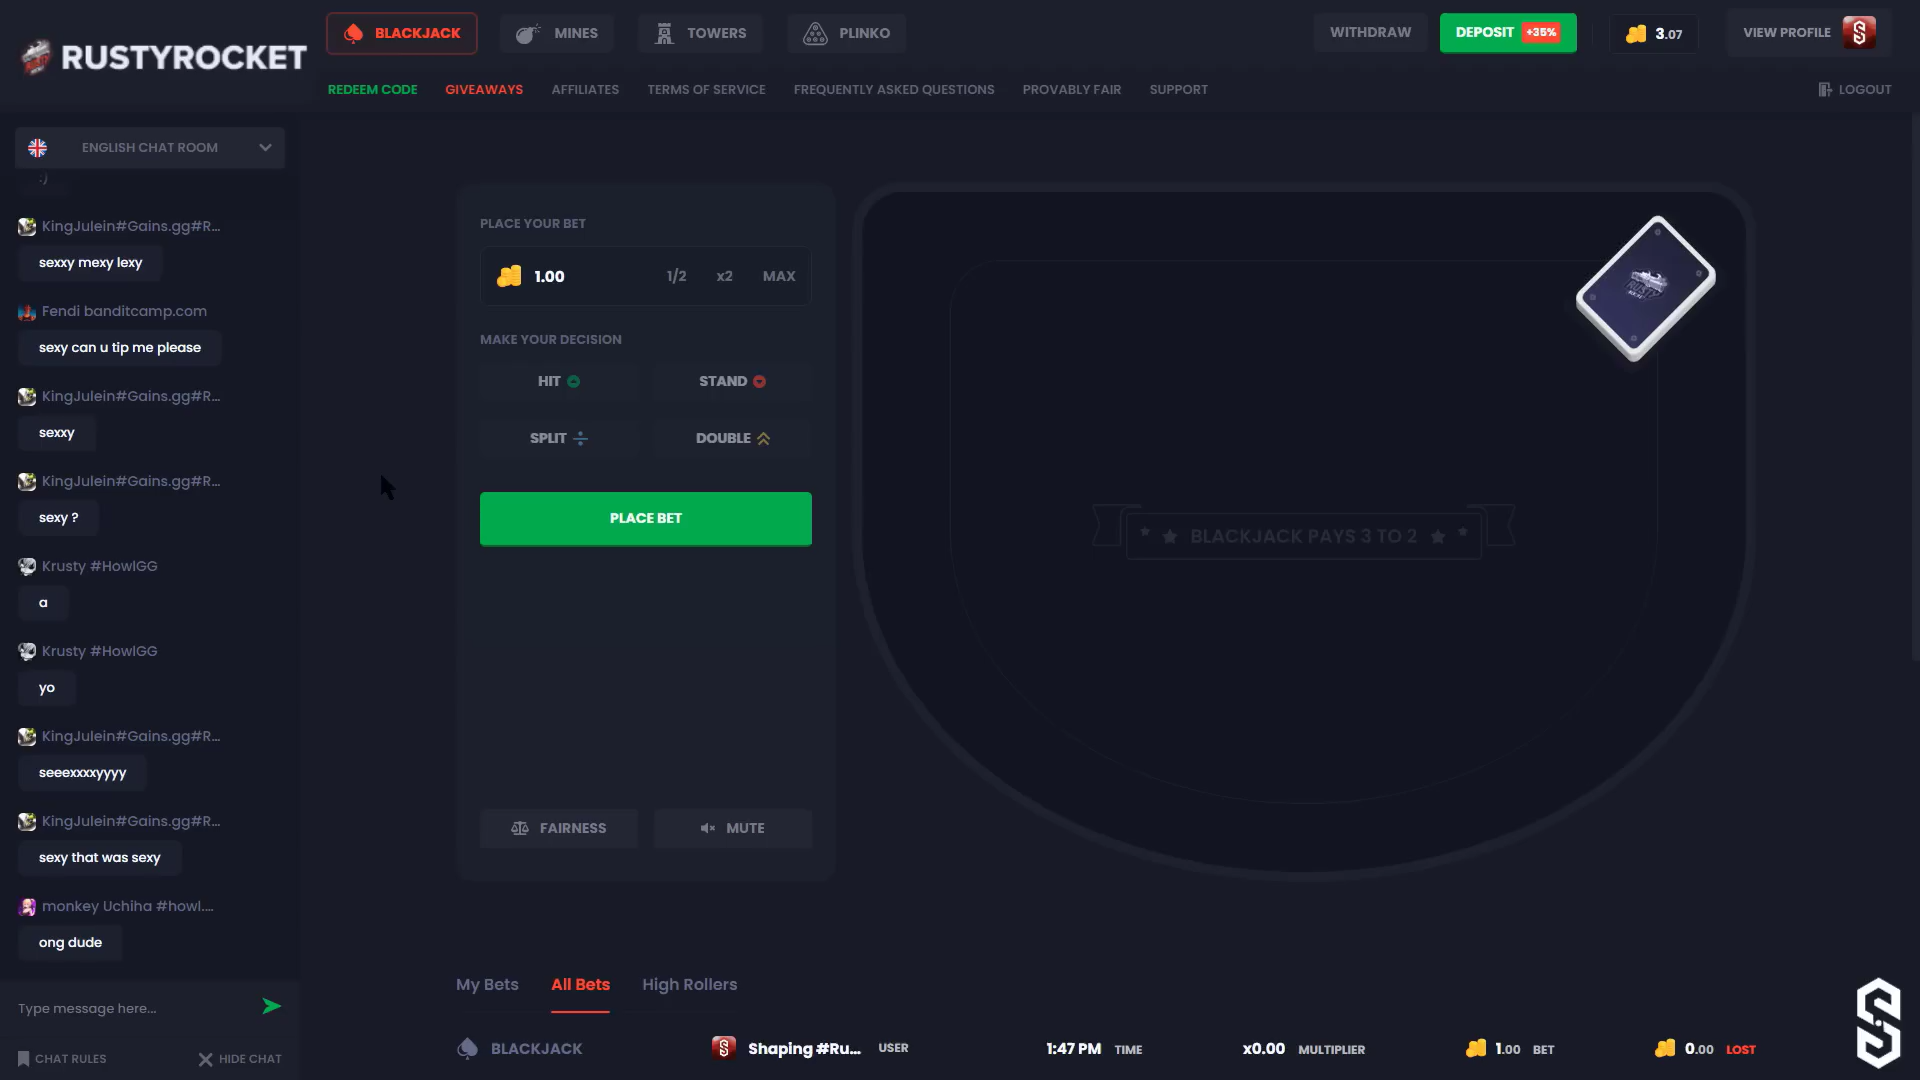 RUSTYROCKET
BLACKJACK
MINES
TOWERS
PLINKO
WITHDRAW
DEPOSIT +35%
3.07
VIEW PROFILE
REDEEM CODE
GIVEAWAYS
AFFILIATES
TERMS OF SERVICE
FREQUENTLY ASKED QUESTIONS
PROVABLY FAIR
SUPPORT
LOGOUT
ENGLISH CHAT ROOM
:)
KingJulein#Gains.gg#R...
sexxy mexy lexy
Fendi banditcamp.com
sexy can u tip me please
KingJulein#Gains.gg#R...
sexxy
KingJulein#Gains.gg#R...
sexy ?
Krusty #HowlGG
a
Krusty #HowlGG
yo
KingJulein#Gains.gg#R...
seeexxxxyyyy
KingJulein#Gains.gg#R...
sexy that was sexy
monkey Uchiha #howl....
ong dude
Type message here...
CHAT RULES
HIDE CHAT
PLACE YOUR BET
1.00 1/2 x2 MAX
MAKE YOUR DECISION
HIT
STAND
SPLIT
DOUBLE
PLACE BET
FAIRNESS
MUTE
BLACKJACK PAYS 3 TO 2
My Bets
All Bets
High Rollers
BLACKJACK Shaping #Ru... USER 1:47 PM TIME x0.00 MULTIPLIER 1.00 BET 0.00 LOST